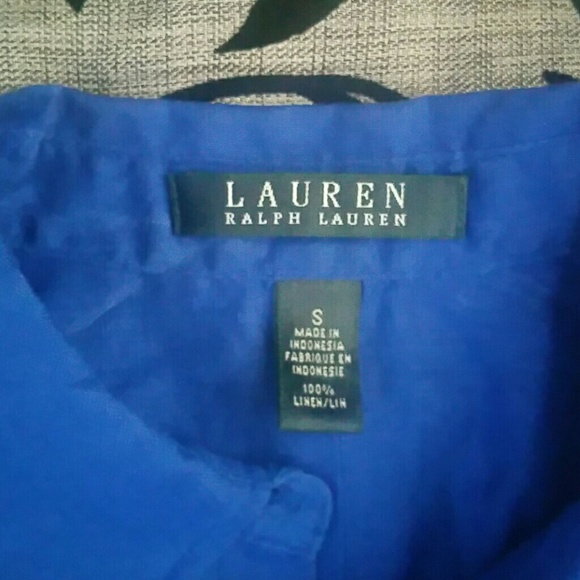 LAUREN
RALPH LAUREN
S
MADE IN
INDONESIA
FABRIQUE EN
INDONESIE
100%
LINEN/LIN